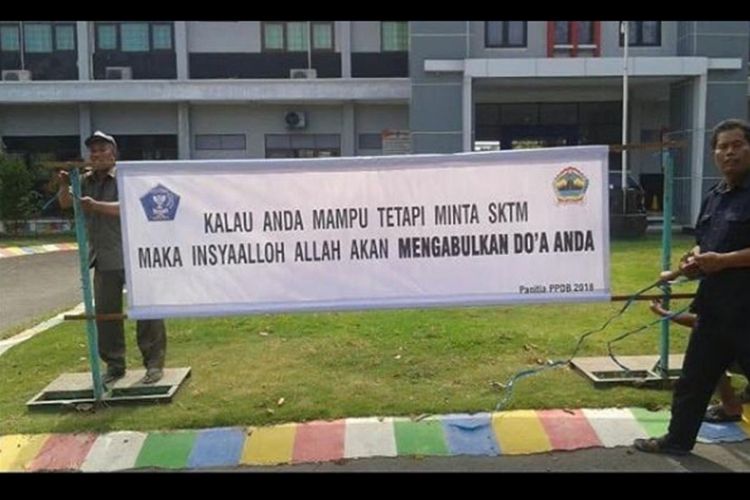 KALAU ANDA MAMPU TETAPI MINTA SKTM
MAKA INSYAALLOH ALLAH AKAN MENGABULKAN DO'A ANDA
Panitia PPDB 2018